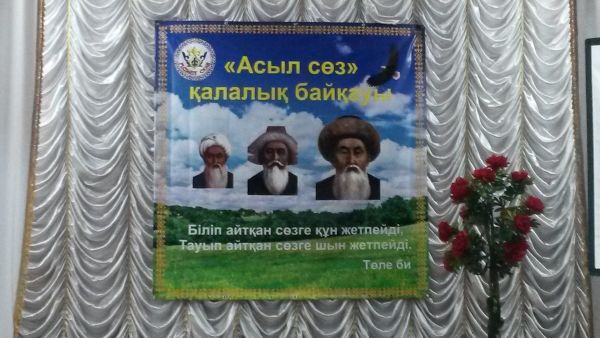 «Асыл сөз»
қалалық байқауы
Біліп айтқан сөзге құн жетпейді,
Тауып айтқан сөзге шын жетпейді.
Төле би